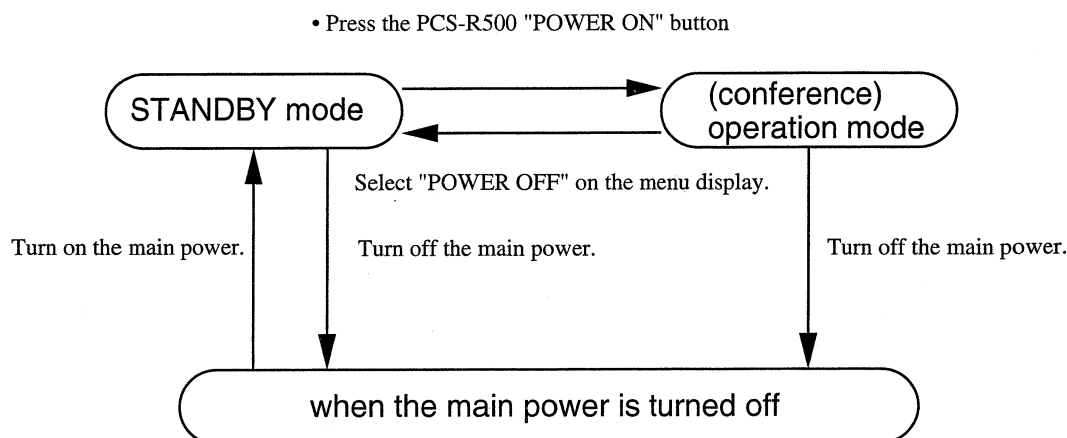 • Press the PCS-R500 "POWER ON" button
STANDBY mode
(conference)
operation mode
Select "POWER OFF" on the menu display.
Turn on the main power.
Turn off the main power.
Turn off the main power.
when the main power is turned off